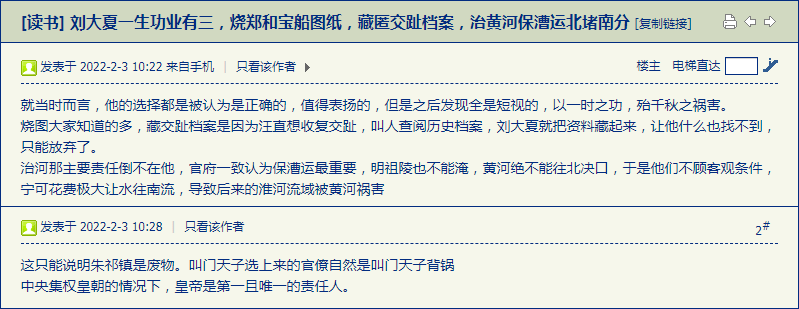 [读书] 刘大夏一生功业有三，烧郑和宝船图纸，藏匿交趾档案，治黄河保漕运北堵南分 [复制链接]
发表于 2022-2-3 10:22 来自手机 | 只看该作者 楼主 电梯直达
就当时而言，他的选择都是被认为是正确的，值得表扬的，但是之后发现全是短视的，以一时之功，殆千秋之祸害。
烧图大家知道的多，藏交趾档案是因为汪直想收复交趾，叫人查阅历史档案，刘大夏就把资料藏起来，让他什么也找不到，
只能放弃了。
治河那主要责任倒不在他，官府一致认为保漕运最重要，明祖陵也不能淹，黄河绝不能往北决口，于是他们不顾客观条件，
宁可花费极大让水往南流，导致后来的淮河流域被黄河祸害
发表于 2022-2-3 10:28 | 只看该作者 2#
这只能说明朱祁镇是废物。叫门天子选上来的官僚自然是叫门天子背锅
中央集权皇朝的情况下，皇帝是第一且唯一的责任人。